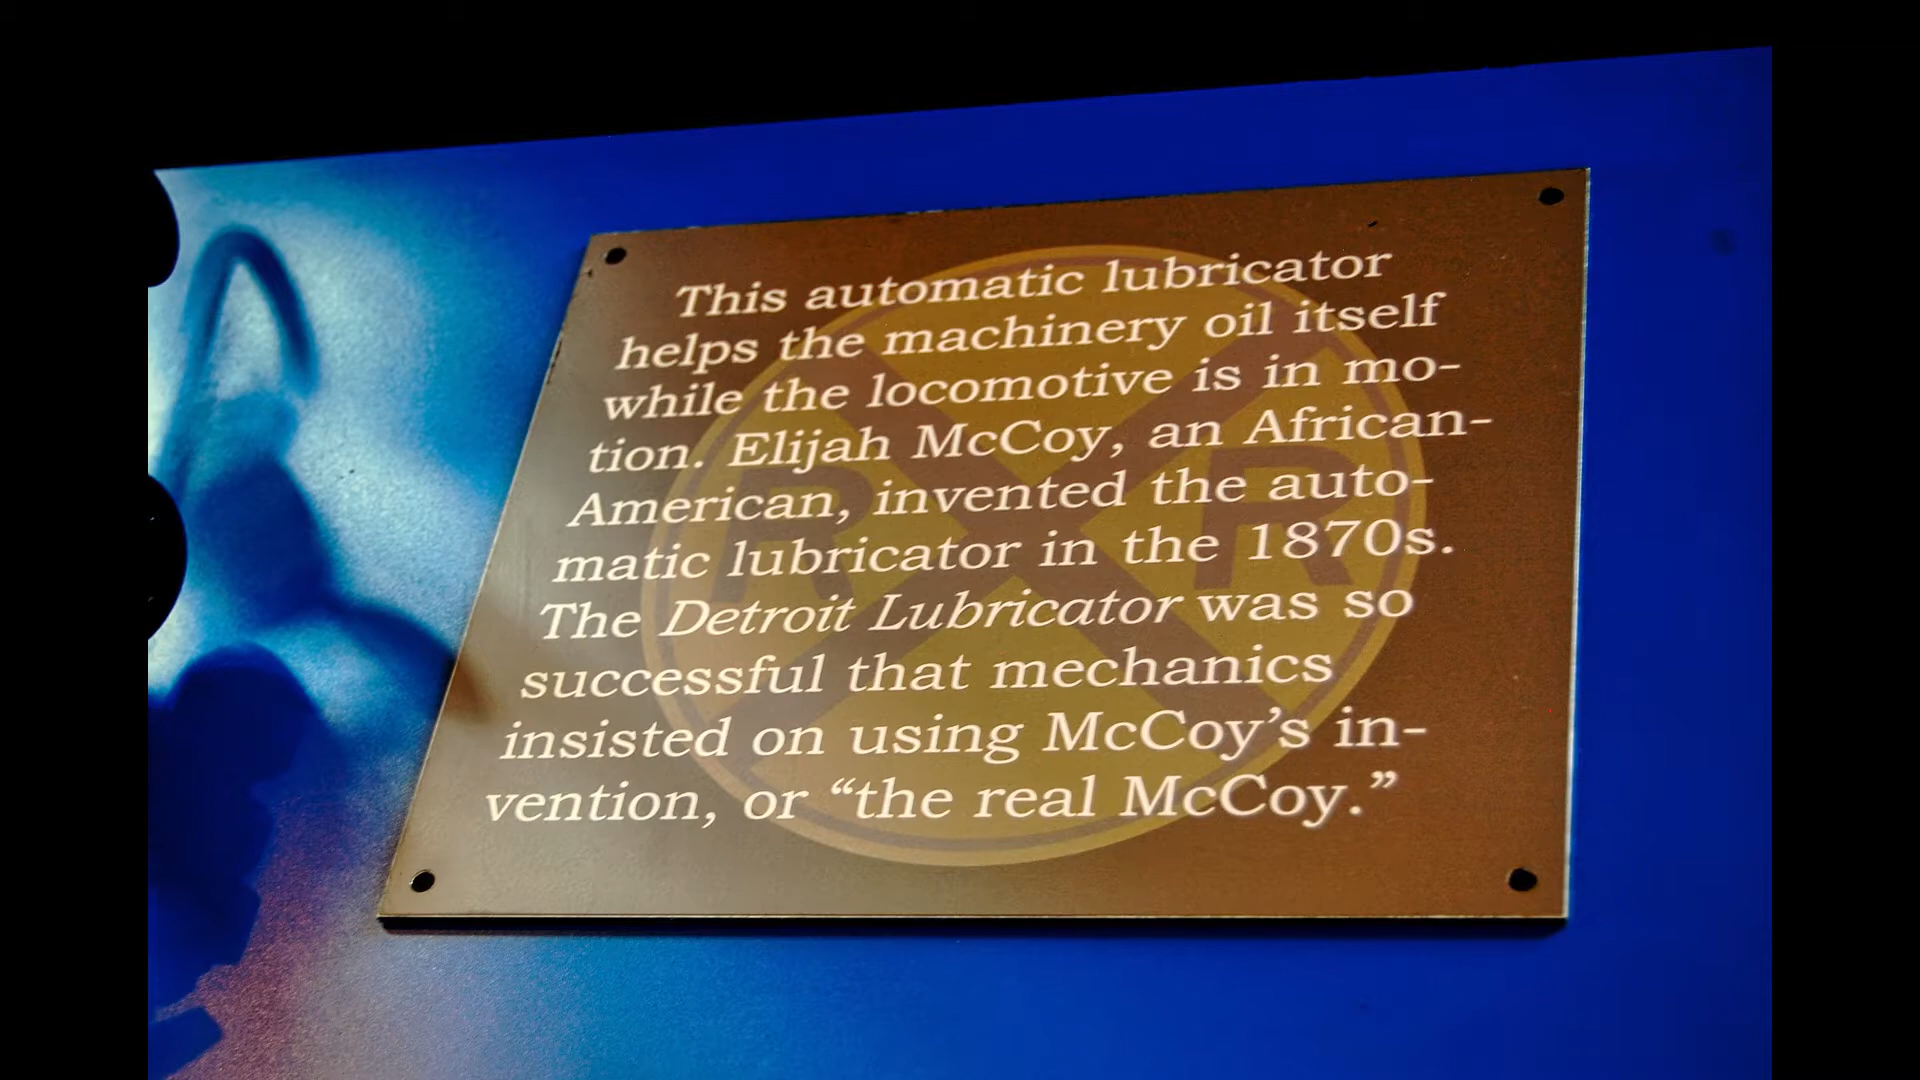 This automatic lubricator
helps the machinery oil itself
while the locomotive is in mo-
tion. Elijah McCoy, an African-
American, invented the auto-
matic lubricator in the 1870s.
The Detroit Lubricator was so
successful that mechanics
insisted on using McCoy’s in-
vention, or “the real McCoy.”
R R